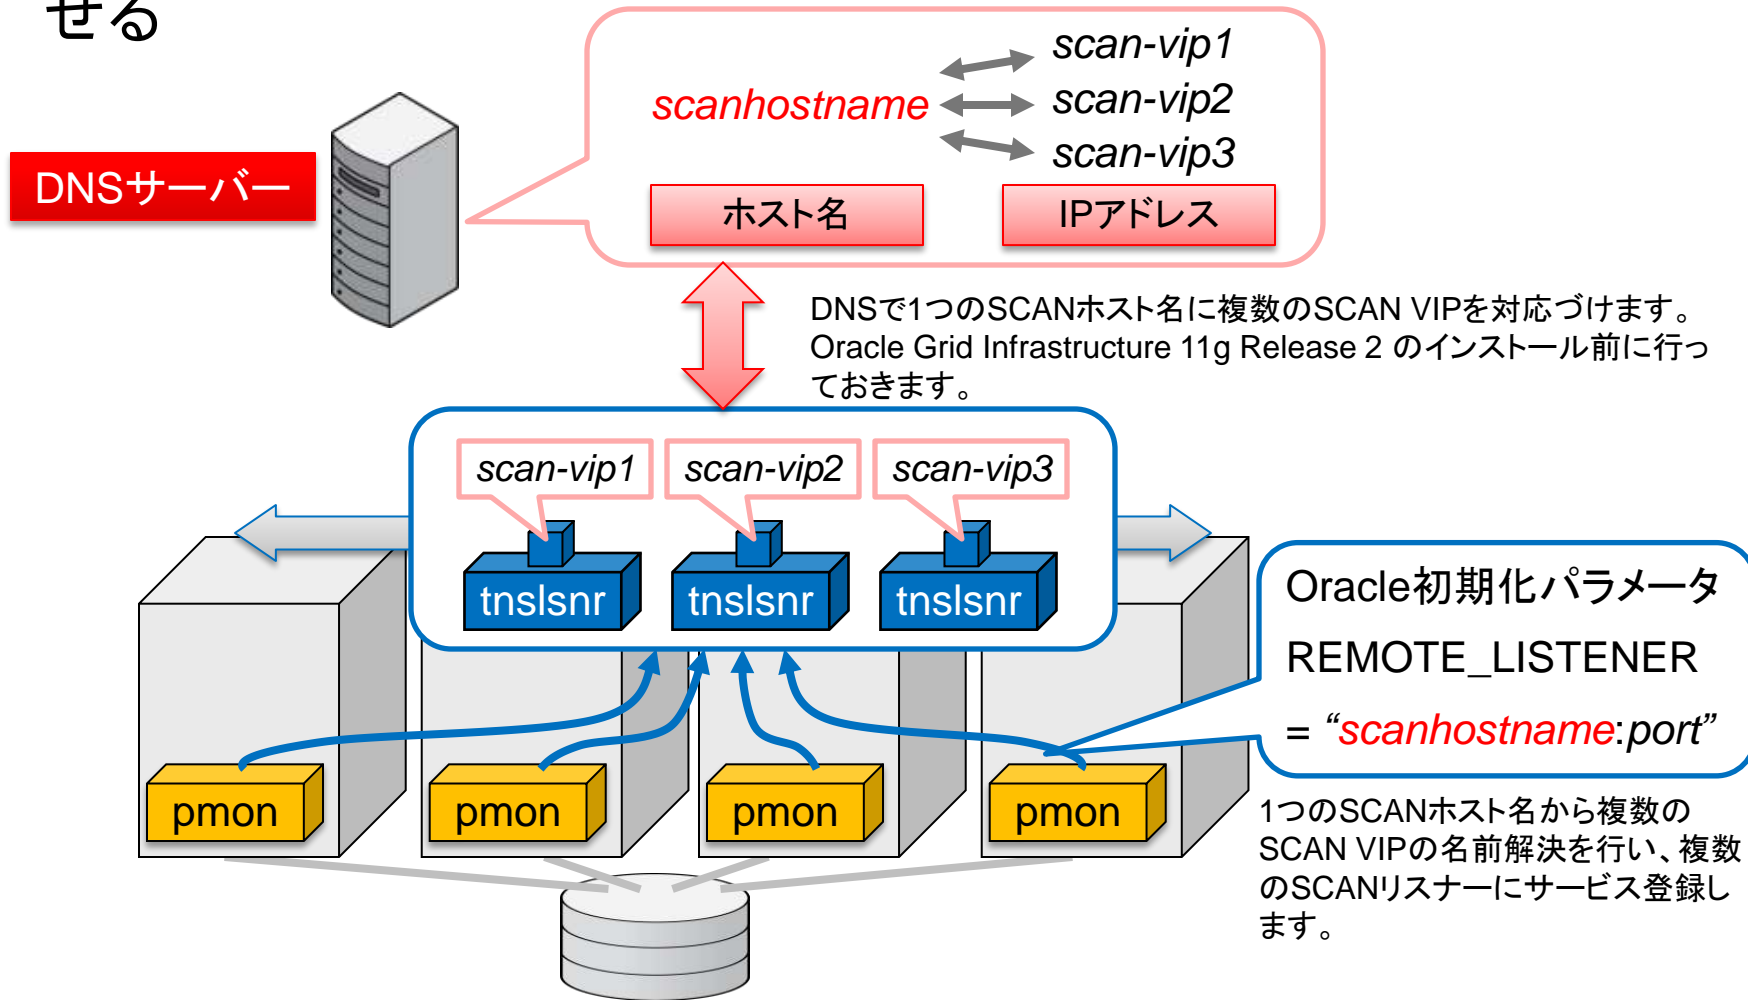 せる
scan-vip1
scanhostname
scan-vip2
scan-vip3
DNSサーバー
ホスト名
IPアドレス
DNSで1つのSCANホスト名に複数のSCAN VIPを対応づけます。
Oracle Grid Infrastructure 11g Release 2 のインストール前に行っ
ておきます。
scan-vip1
scan-vip2
scan-vip3
tnslsnr
tnslsnr
tnslsnr
Oracle初期化パラメータ
REMOTE_LISTENER
= “scanhostname:port”
pmon
pmon
pmon
pmon
1つのSCANホスト名から複数の
SCAN VIPの名前解決を行い、複数
のSCANリスナーにサービス登録し
ます。